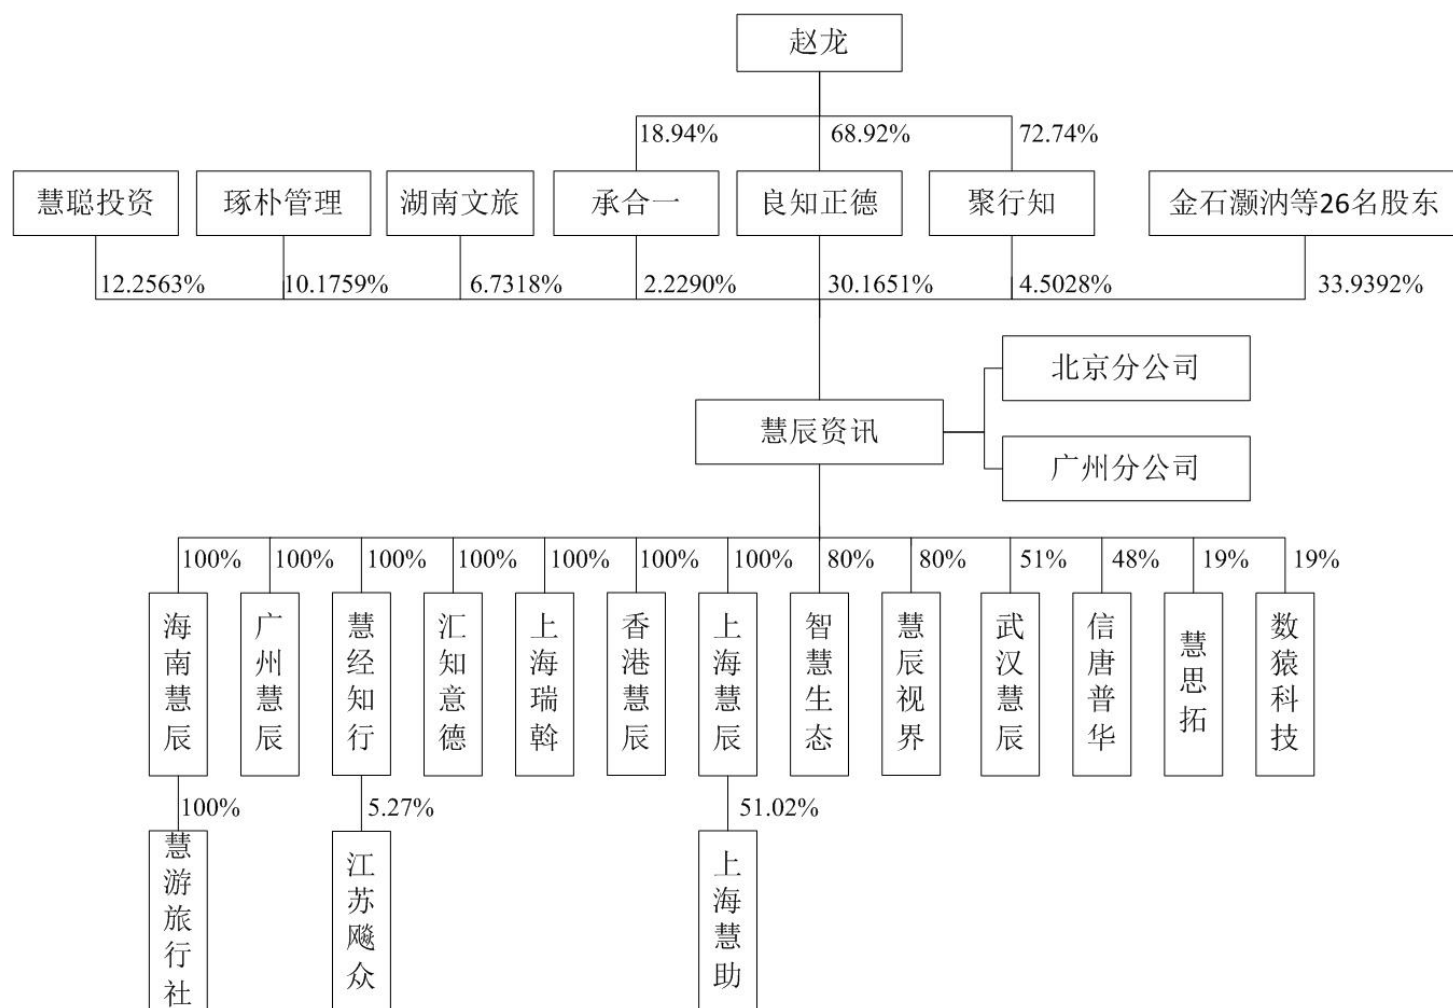 赵龙
18.94%
68.92%
72.74%
慧聪投资
琢朴管理
湖南文旅
承合一
良知正德
聚行知
金石灏汭等26名股东
12.2563%
10.1759%
6.7318%
2.2290%
30.1651%
4.5028%
33.9392%
北京分公司
慧辰资讯
广州分公司
100%
100%
100%
100%
100%
100%
100%
80%
80%
51%
48%
19%
19%
海南慧辰
广州慧辰
慧经知行
汇知意德
上海瑞斡
香港慧辰
上海慧辰
智慧生态
慧辰视界
武汉慧辰
信唐普华
慧思拓
数猿科技
100%
5.27%
51.02%
慧游旅行社
江苏飚众
上海慧助